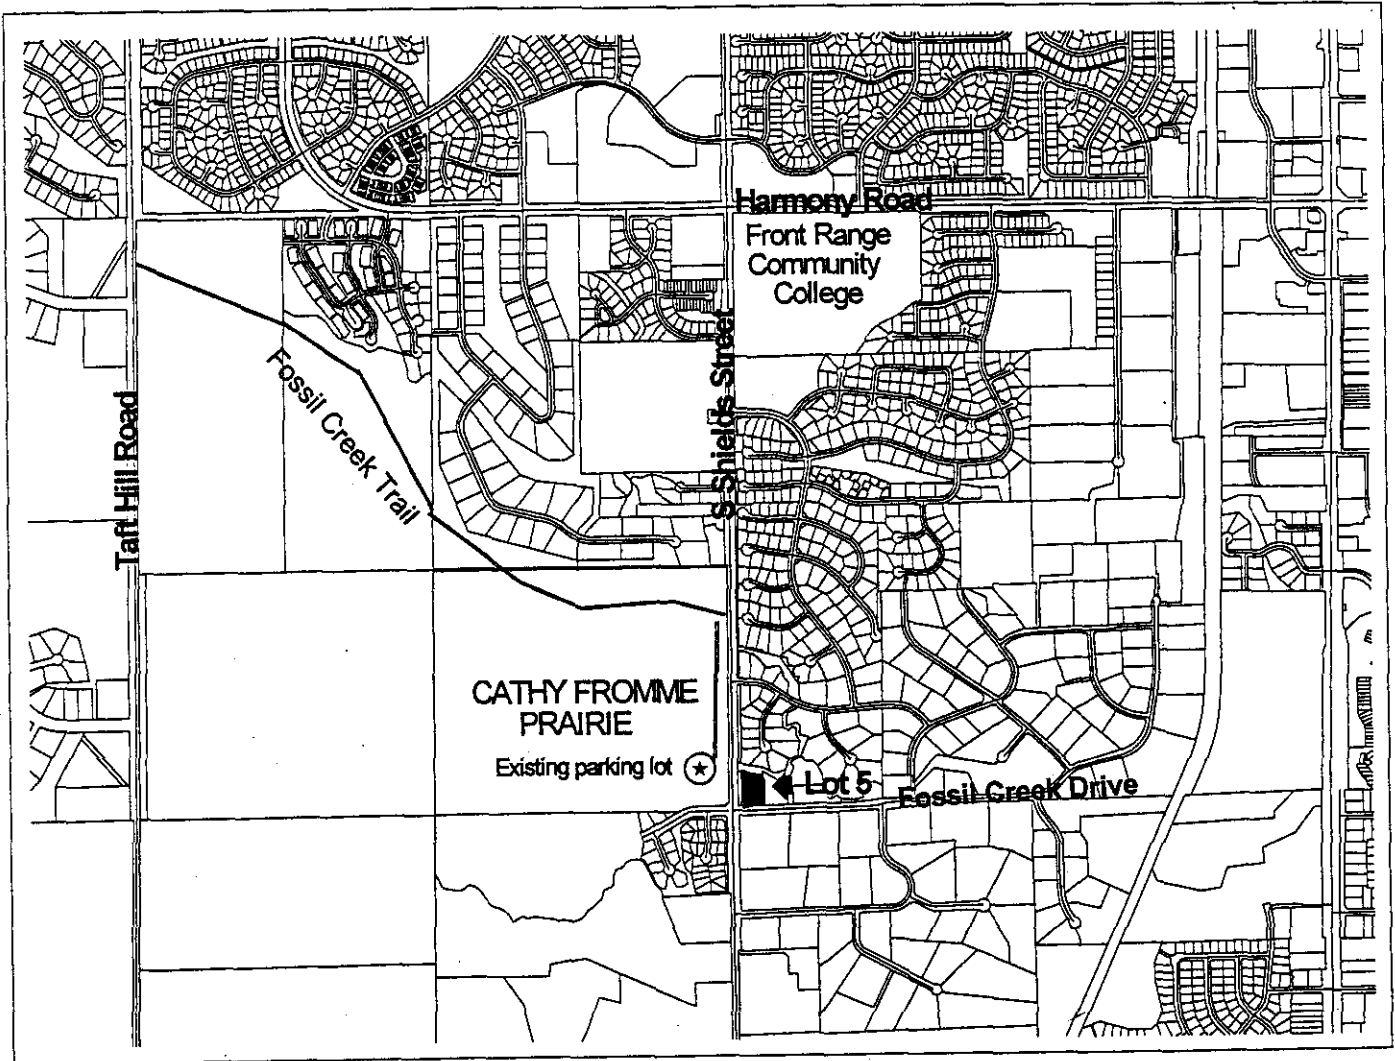 Harmony Road
Front Range
Community
College
S Shields Street
Fossil Creek Trail
Taft Hill Road
CATHY FROMME
PRAIRIE
Existing parking lot
Lot 5
Fossil Creek Drive